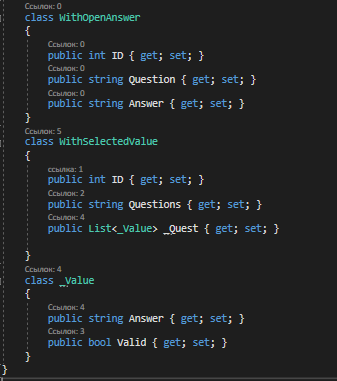 Ссылок: 0
class WithOpenAnswer
{
Ссылок: 0
public int ID { get; set; }
Ссылок: 0
public string Question { get; set; }
Ссылок: 0
public string Answer { get; set; }
}
Ссылок: 5
class WithSelectedValue
{
ссылка: 1
public int ID { get; set; }
Ссылок: 2
public string Questions { get; set; }
Ссылок: 4
public List<_Value> _Quest { get; set; }
}
Ссылок: 4
class _Value
{
Ссылок: 4
public string Answer { get; set; }
Ссылок: 3
public bool Valid { get; set; }
}
}